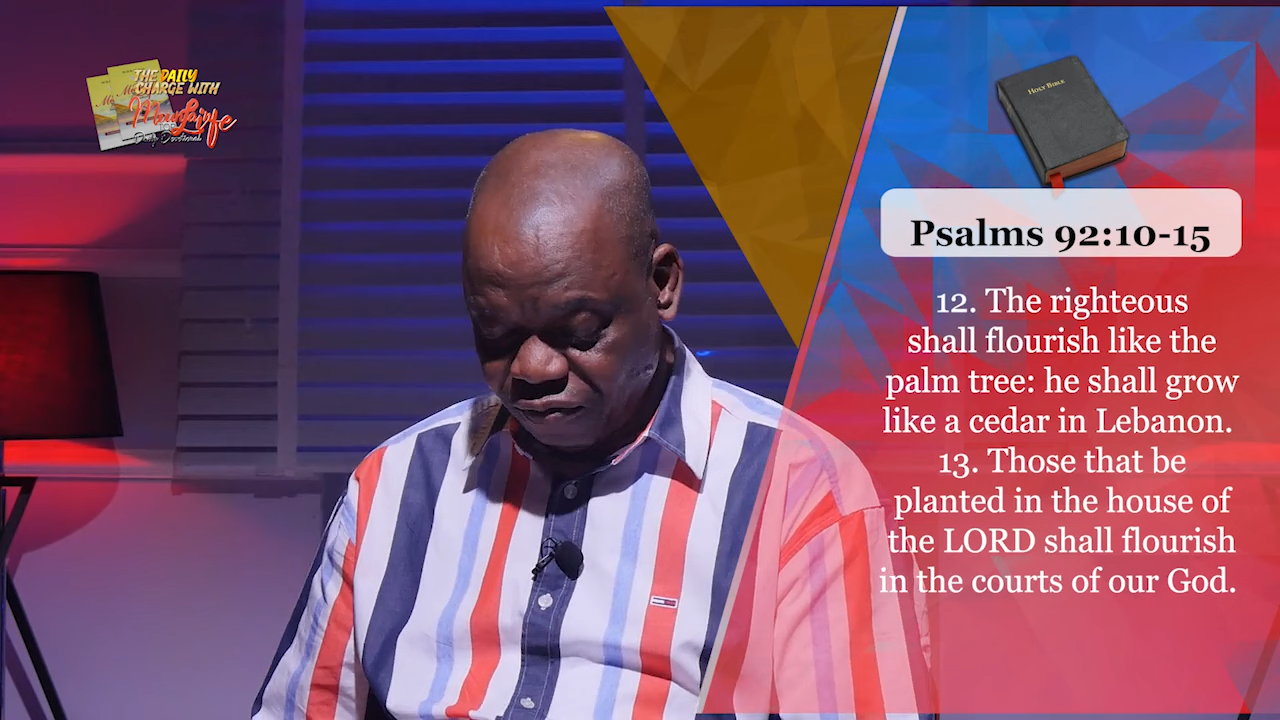 THE DAILY
CHARGE WITH
Daily Devotional
HOLY BIBLE
Psalms 92:10-15
12. The righteous
shall flourish like the
palm tree: he shall grow
like a cedar in Lebanon.
13. Those that be
planted in the house of
the LORD shall flourish
in the courts of our God.